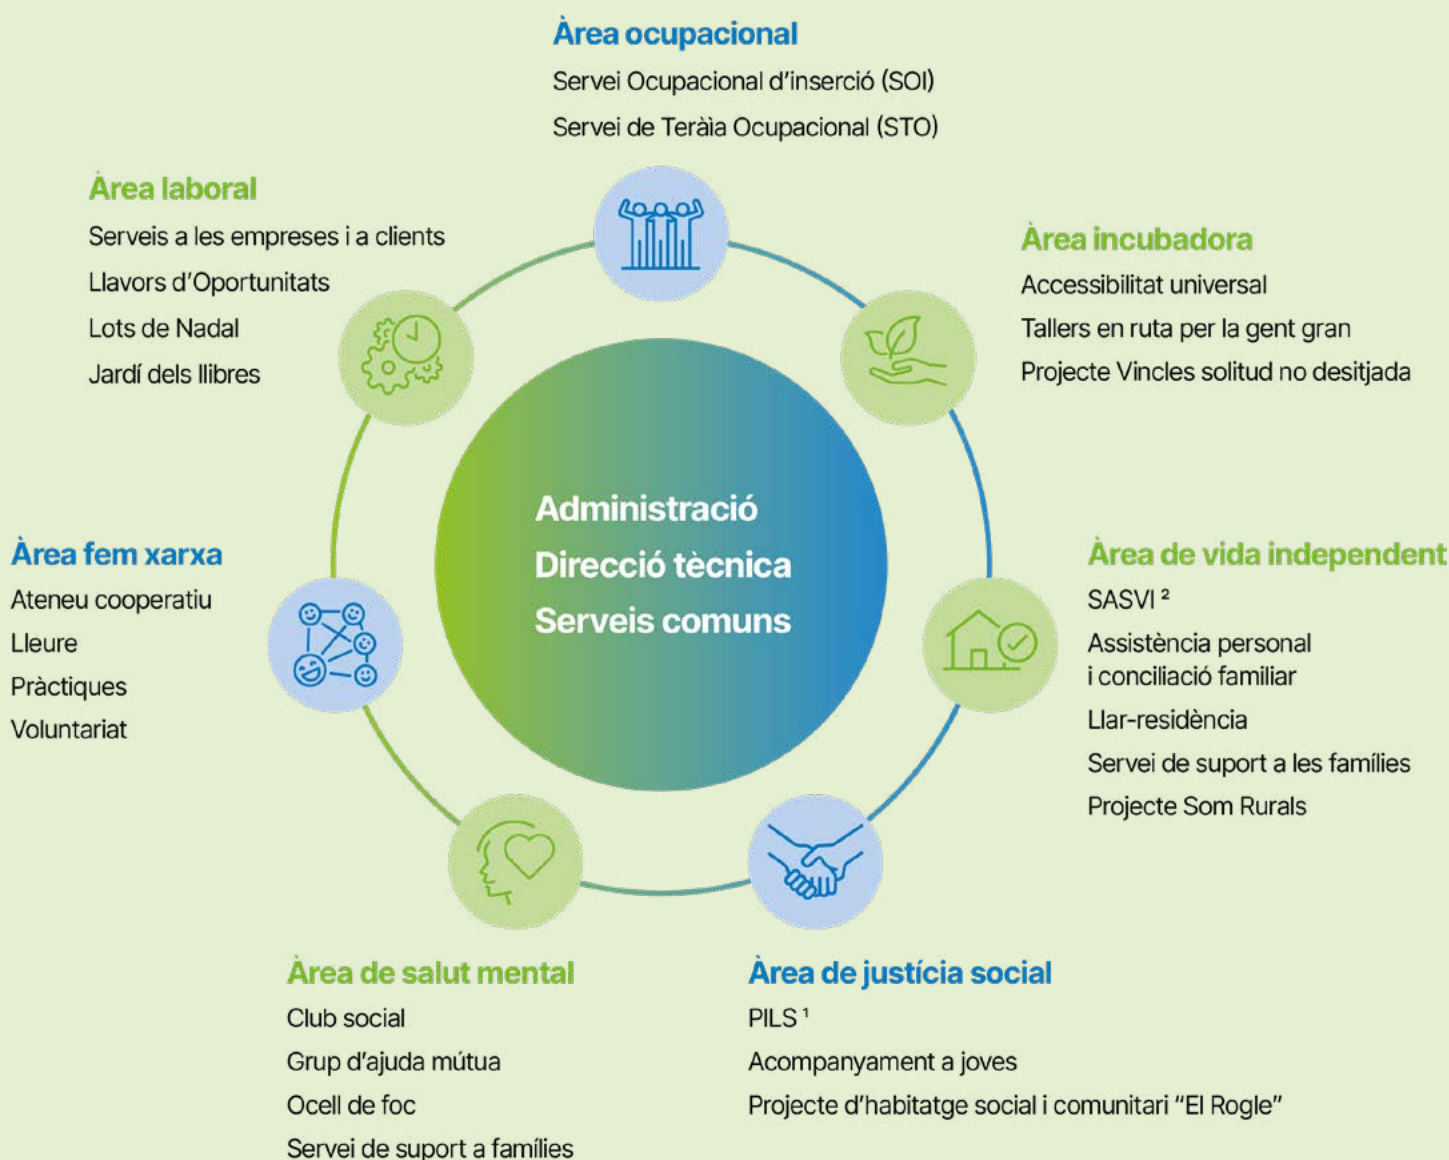 Àrea ocupacional
Servei Ocupacional d’inserció (SOI)
Servei de Teràia Ocupacional (STO)
Àrea laboral
Serveis a les empreses i a clients
Llavors d’Oportunitats
Lots de Nadal
Jardí dels llibres
Àrea incubadora
Accessibilitat universal
Tallers en ruta per la gent gran
Projecte Vincles solitud no desitjada
Administració
Direcció tècnica
Serveis comuns
Àrea fem xarxa
Ateneu cooperatiu
Lleure
Pràctiques
Voluntariat
Àrea de vida independent
SASVI ²
Assistència personal
i conciliació familiar
Llar-residència
Servei de suport a les famílies
Projecte Som Rurals
Àrea de salut mental
Club social
Grup d’ajuda mútua
Ocell de foc
Servei de suport a famílies
Àrea de justícia social
PILS ¹
Acompanyament a joves
Projecte d’habitatge social i comunitari “El Rogle”